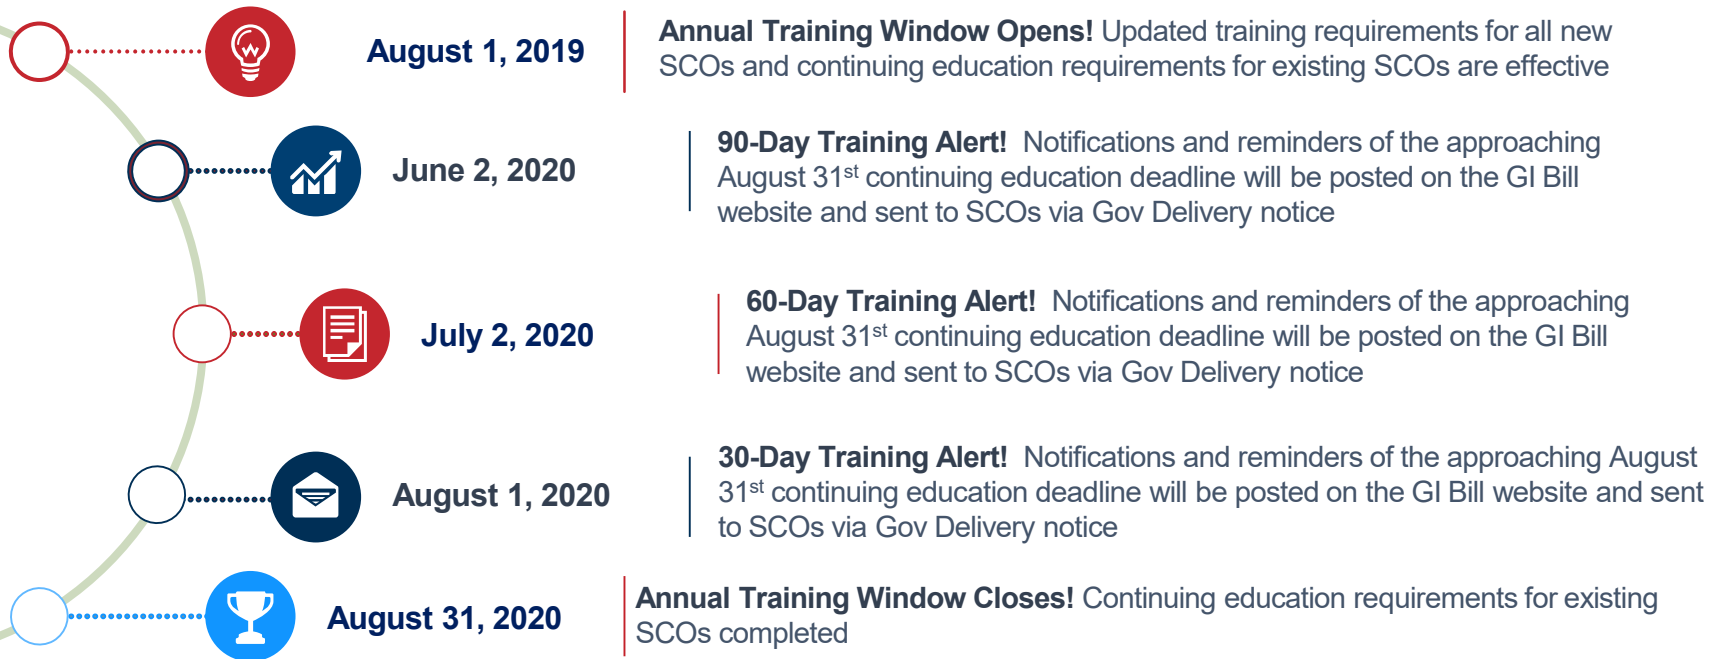 August 1, 2019
Annual Training Window Opens! Updated training requirements for all new
SCOs and continuing education requirements for existing SCOs are effective
June 2, 2020
90-Day Training Alert!  Notifications and reminders of the approaching
August 31st continuing education deadline will be posted on the GI Bill
website and sent to SCOs via Gov Delivery notice
July 2, 2020
60-Day Training Alert!  Notifications and reminders of the approaching
August 31st continuing education deadline will be posted on the GI Bill
website and sent to SCOs via Gov Delivery notice
August 1, 2020
30-Day Training Alert!  Notifications and reminders of the approaching August
31st continuing education deadline will be posted on the GI Bill website and sent
to SCOs via Gov Delivery notice
August 31, 2020
Annual Training Window Closes! Continuing education requirements for existing
SCOs completed